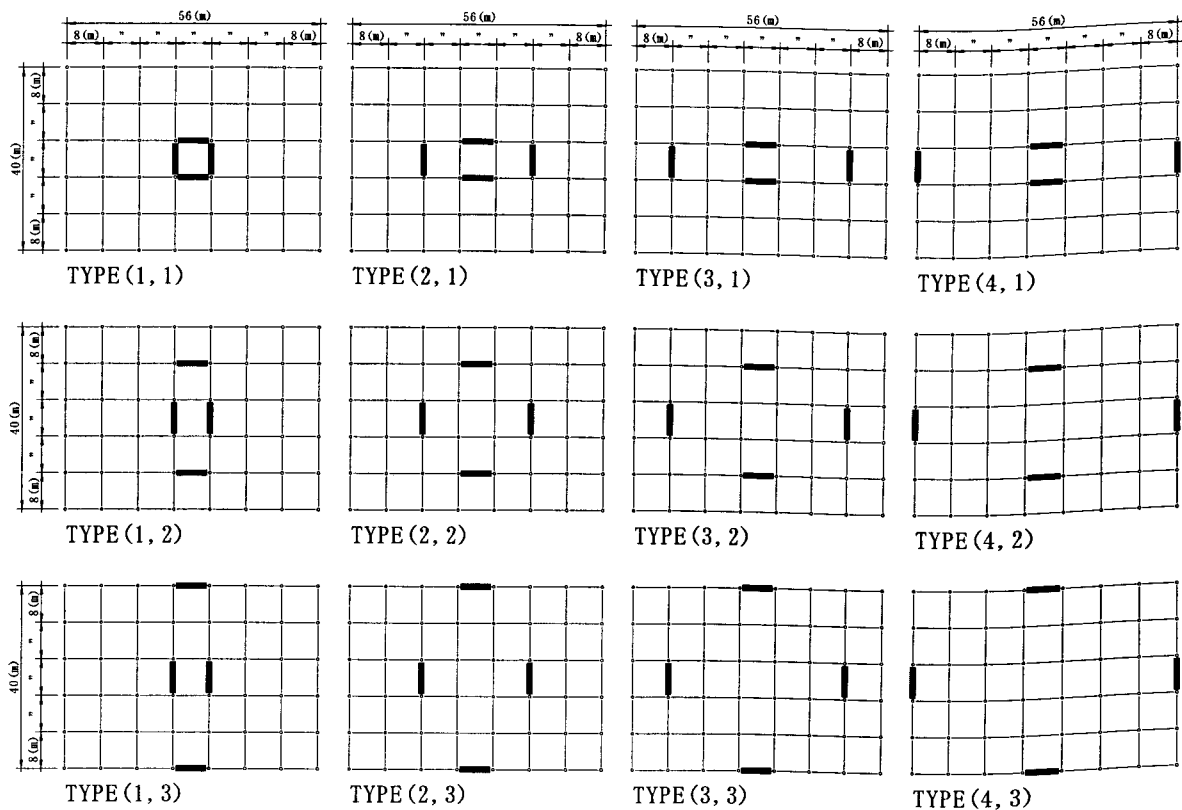 56(m) 56(m) 56(m) 56(m)
8(m) " " " " " 8(m) 8(m) " " " " " 8(m) 8(m) " " " " " 8(m) 8(m) " " " " " 8(m)
40(m) 8(m) " " " 8(m)
TYPE(1, 1) TYPE(2, 1) TYPE(3, 1) TYPE(4, 1)
40(m) 8(m) " " " 8(m)
TYPE(1, 2) TYPE(2, 2) TYPE(3, 2) TYPE(4, 2)
40(m) 8(m) " " " 8(m)
TYPE(1, 3) TYPE(2, 3) TYPE(3, 3) TYPE(4, 3)